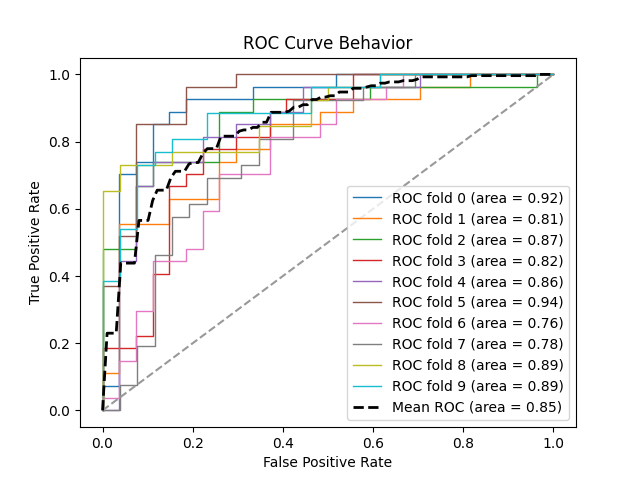 ROC Curve Behavior
True Positive Rate
1.0
0.8
0.6
0.4
0.2
0.0
ROC fold 0 (area = 0.92)
ROC fold 1 (area = 0.81)
ROC fold 2 (area = 0.87)
ROC fold 3 (area = 0.82)
ROC fold 4 (area = 0.86)
ROC fold 5 (area = 0.94)
ROC fold 6 (area = 0.76)
ROC fold 7 (area = 0.78)
ROC fold 8 (area = 0.89)
ROC fold 9 (area = 0.89)
Mean ROC (area = 0.85)
0.0 0.2 0.4 0.6 0.8 1.0
False Positive Rate